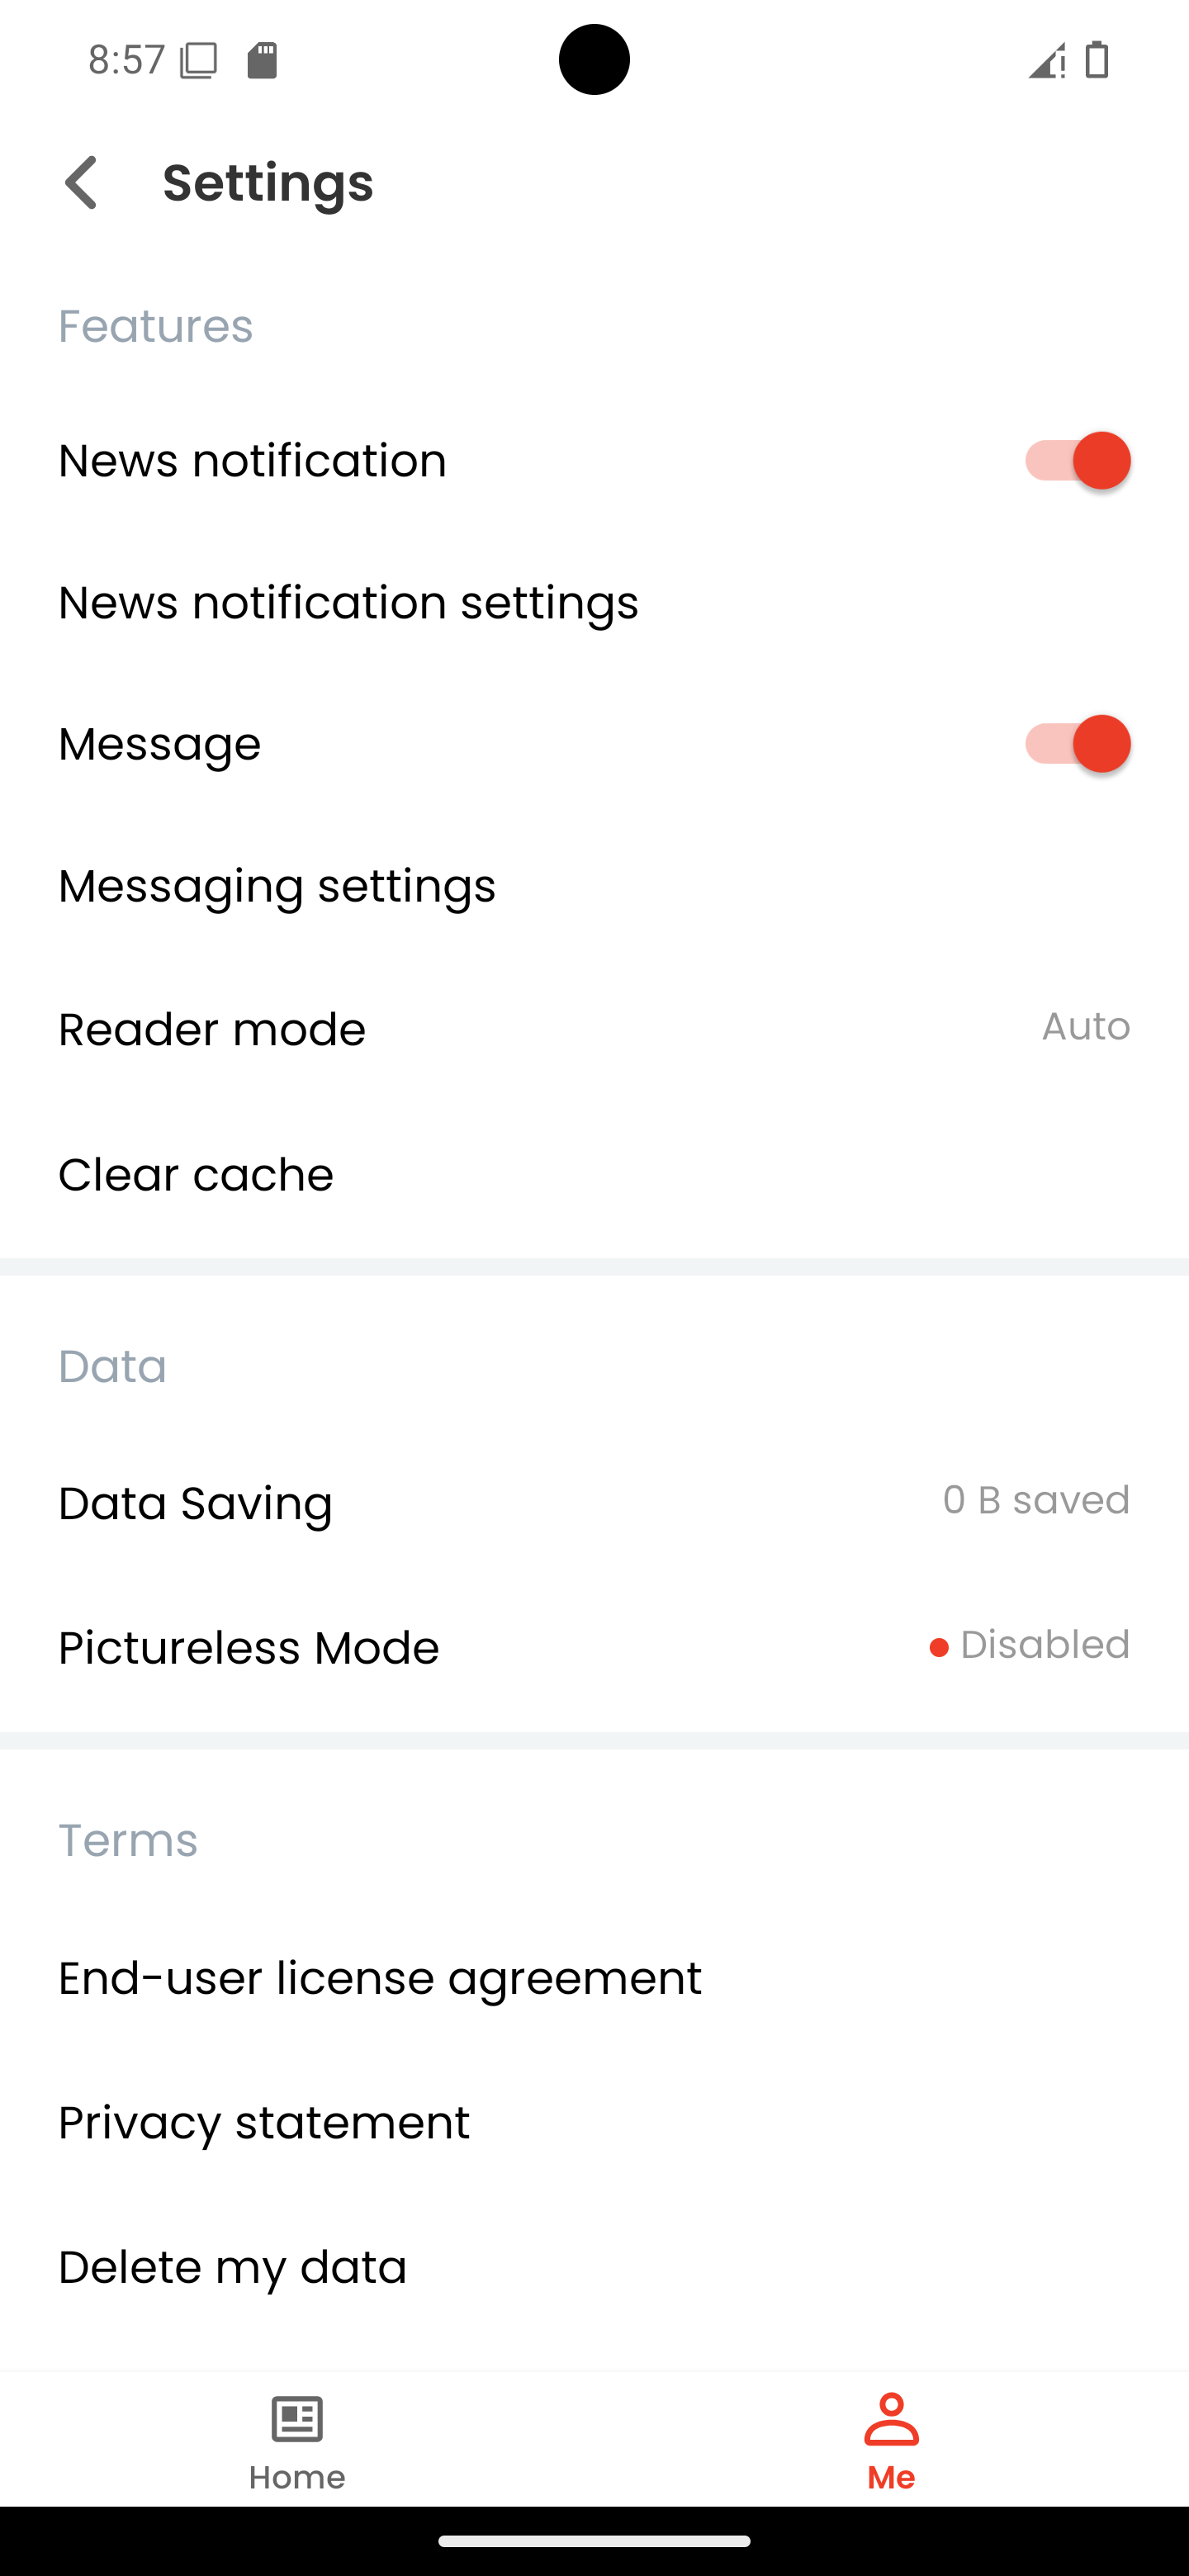 8:57
Settings
Features
News notification
News notification settings
Message
Messaging settings
Reader mode Auto
Clear cache
Data
Data Saving 0 B saved
Pictureless Mode Disabled
Terms
End-user license agreement
Privacy statement
Delete my data
Home Me